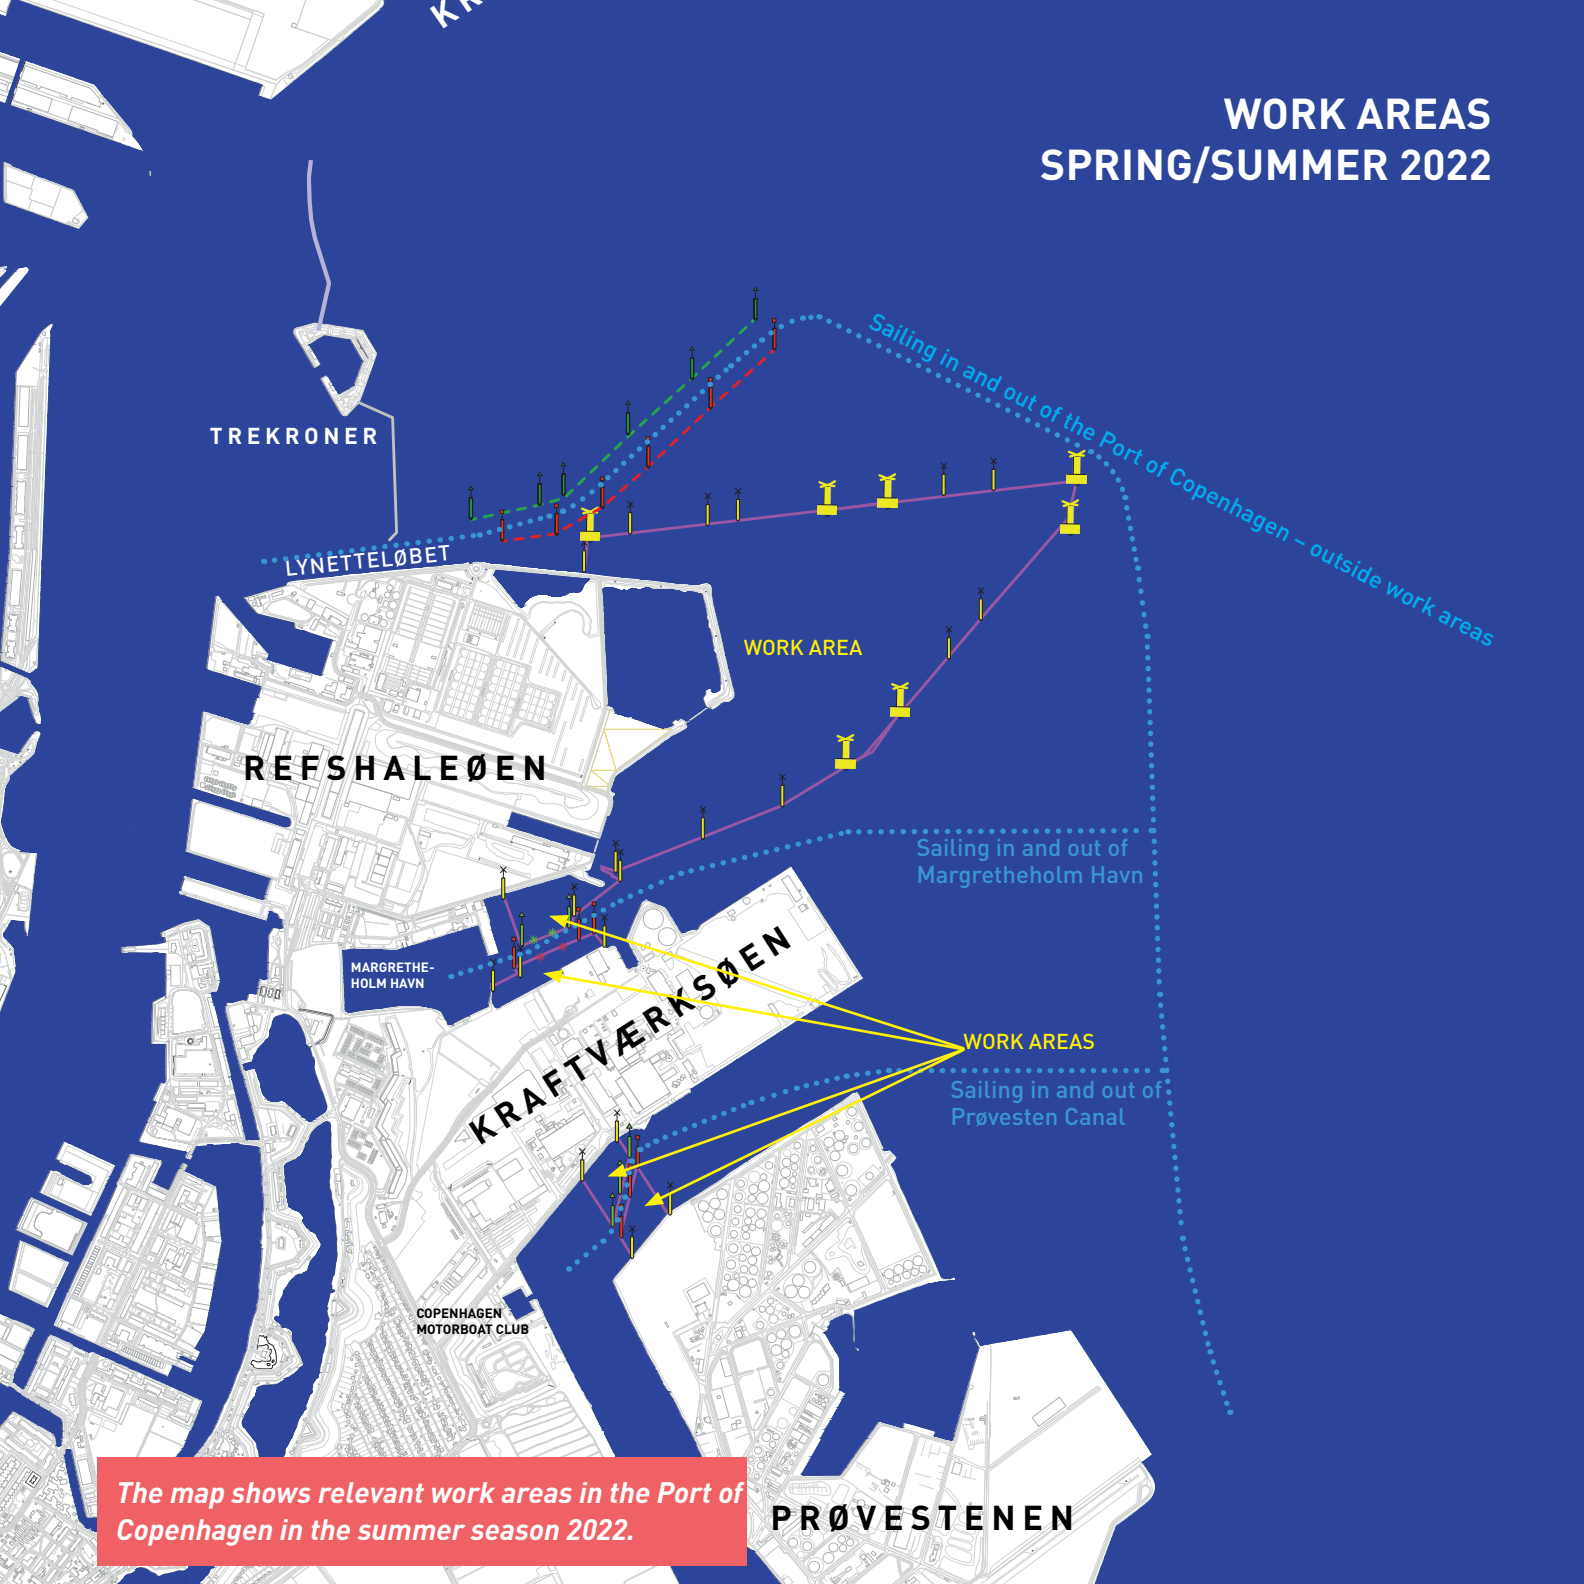 WORK AREAS
SPRING/SUMMER 2022
Sailing in and out of the Port of Copenhagen – outside work areas
TREKRONER
LYNETTELØBET
WORK AREA
REFSHALEØEN
Sailing in and out of
Margretheholm Havn
MARGRETHE-
HOLM HAVN
KRAFTVÆRKSØEN
WORK AREAS
Sailing in and out of
Prøvesten Canal
COPENHAGEN
MOTORBOAT CLUB
The map shows relevant work areas in the Port of
Copenhagen in the summer season 2022.
PRØVESTENEN